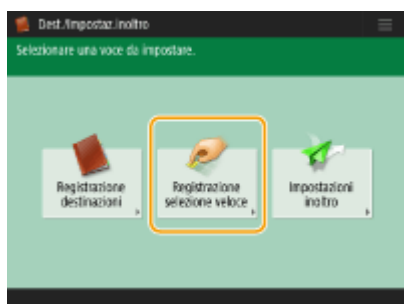 Dest./Impostaz.inoltro
Selezionare una voce da impostare.
Registrazione
destinazioni
Registrazione
selezione veloce
Impostazioni
inoltro